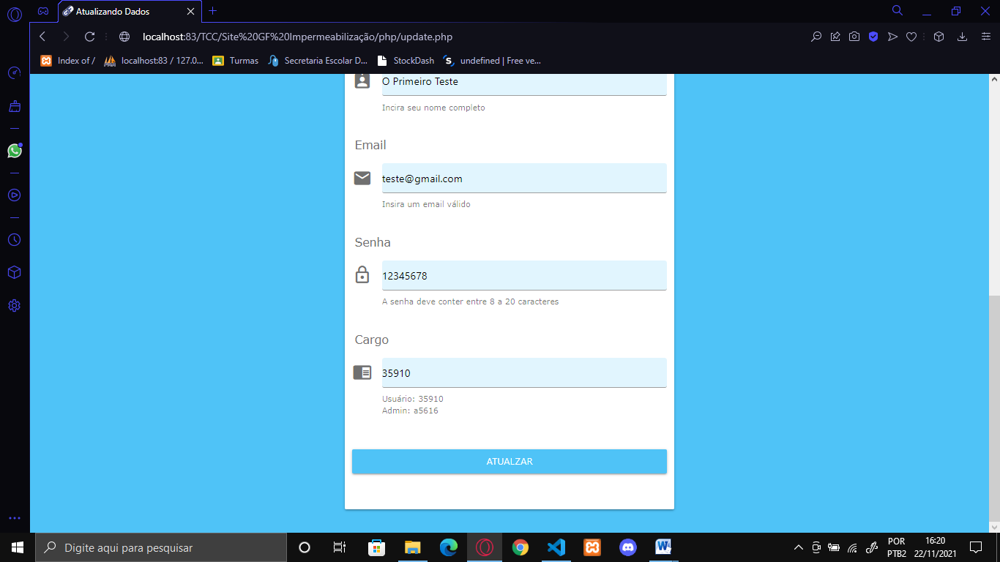 Atualizando Dados
localhost:83/TCC/Site%20GF%20Impermeabilização/php/update.php
Index of /
localhost:83 / 127.0...
Turmas
Secretaria Escolar D...
StockDash
undefined | Free ve...
O Primeiro Teste
Incira seu nome completo
Email
teste@gmail.com
Insira um email válido
Senha
12345678
A senha deve conter entre 8 a 20 caracteres
Cargo
35910
Usuário: 35910
Admin: a5616
ATUALZAR
Digite aqui para pesquisar
POR
PTB2
16:20
22/11/2021